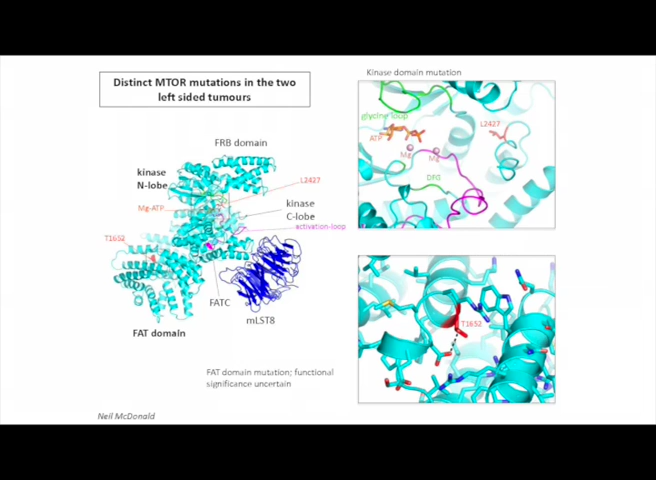 Distinct MTOR mutations in the two
left sided tumours
Kinase domain mutation
glycine loop
ATP
Mg
Mg
L2427
DFG
FRB domain
kinase
N-lobe
L2427
Mg-ATP
kinase
C-lobe
activation-loop
T1652
FATC
mLST8
FAT domain
T1652
FAT domain mutation; functional
significance uncertain
Neil McDonald